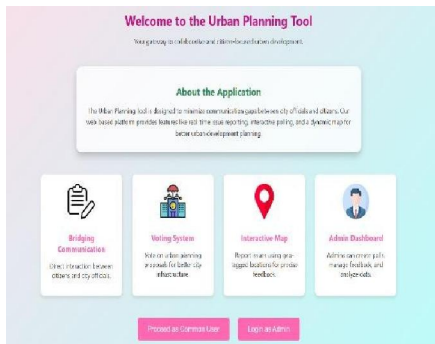 Welcome to the Urban Planning Tool
Your gateway to collaborative and citizen-focused urban development.
About the Application
The Urban Planning Tool is designed to minimize communication gaps between city officials and citizens. Our
web-based platform provides features like real-time issue reporting, interactive polling, and a dynamic map for
better urban development planning.
Bridging
Communication
Direct interaction between
citizens and city officials.
Voting System
Vote on urban planning
proposals for better city
infrastructure.
Interactive Map
Report issues using geo-
tagged locations for precise
feedback.
Admin Dashboard
Admins can create polls,
manage feedback, and
analyze data.
Proceed as Common User
Login as Admin